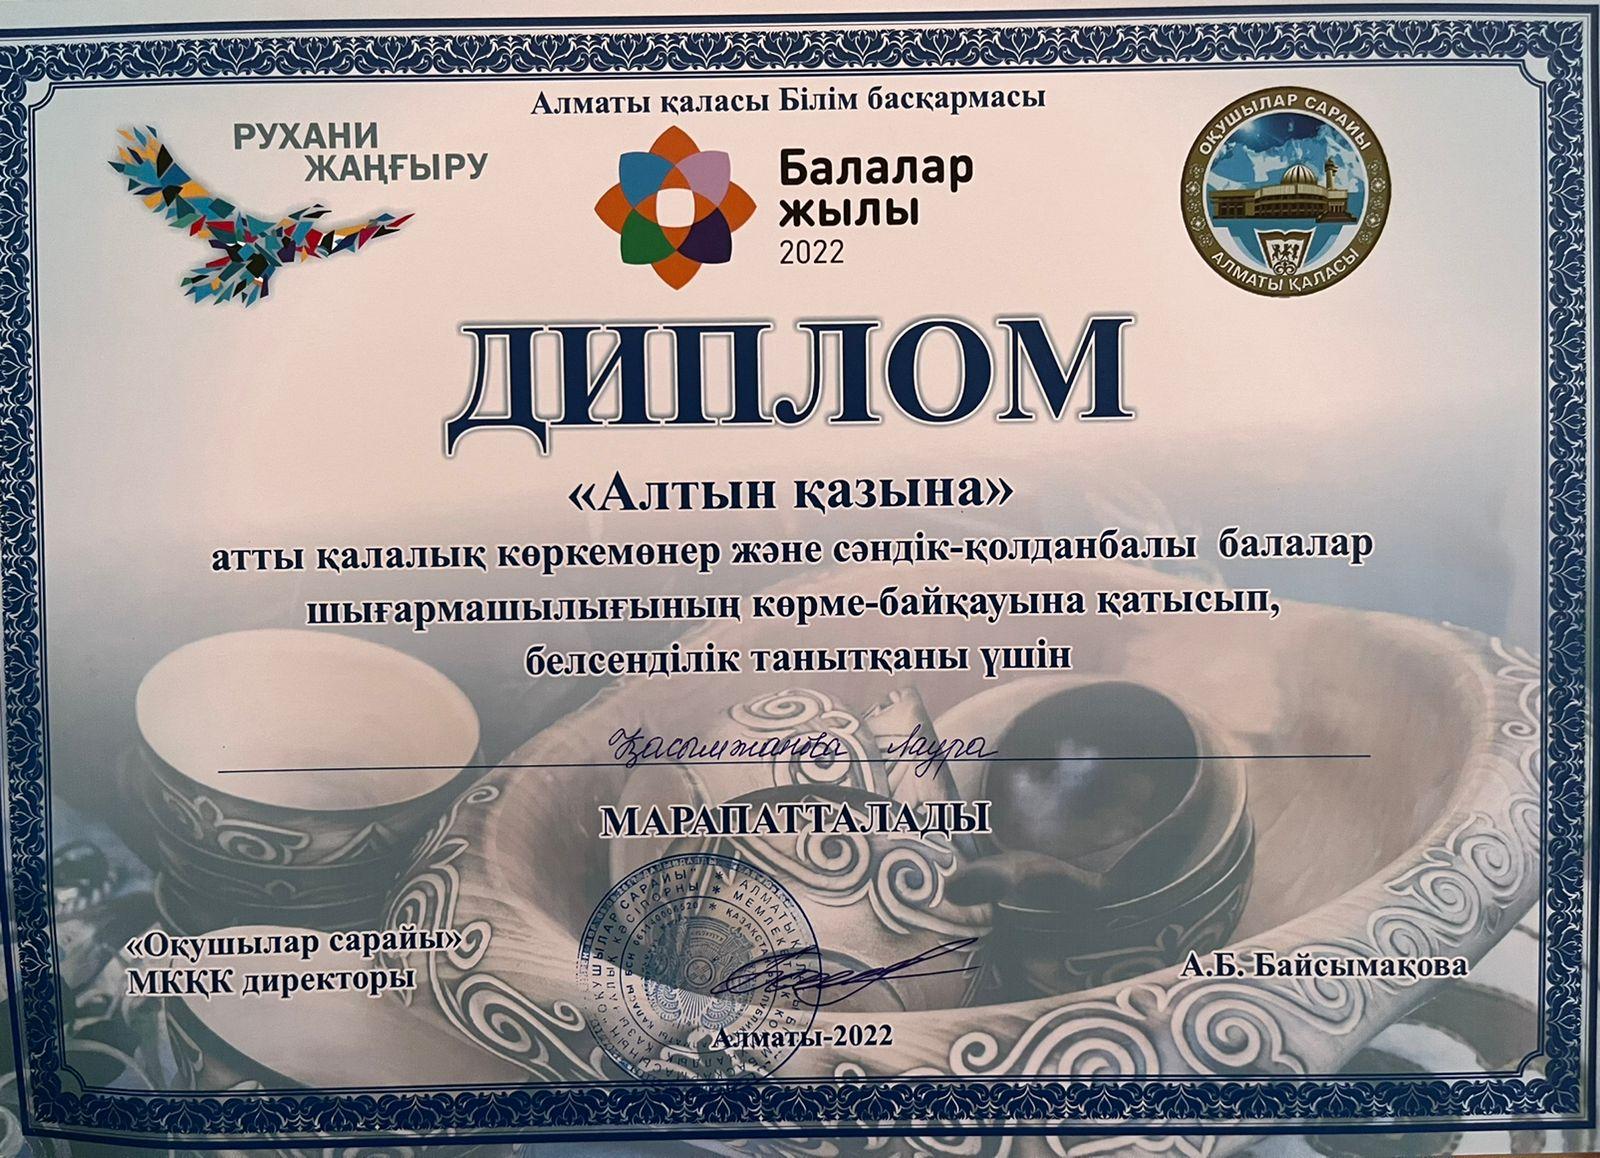 Алматы қаласы Білім басқармасы
РУХАНИ
ЖАҢҒЫРУ
Балалар
жылы
2022
ОҚУШЫЛАР САРАЙЫ
АЛМАТЫ ҚАЛАСЫ
ДИПЛОМ
«Алтын қазына»
атты қалалық көркемөнер және сәндік-қолданбалы балалар
шығармашылығының көрме-байқауына қатысып,
белсенділік танытқаны үшін
Қасымжанова Лаура
МАРАПАТТАЛАДЫ
«Оқушылар сарайы»
МКҚК директоры
А.Б. Байсымақова
Алматы-2022